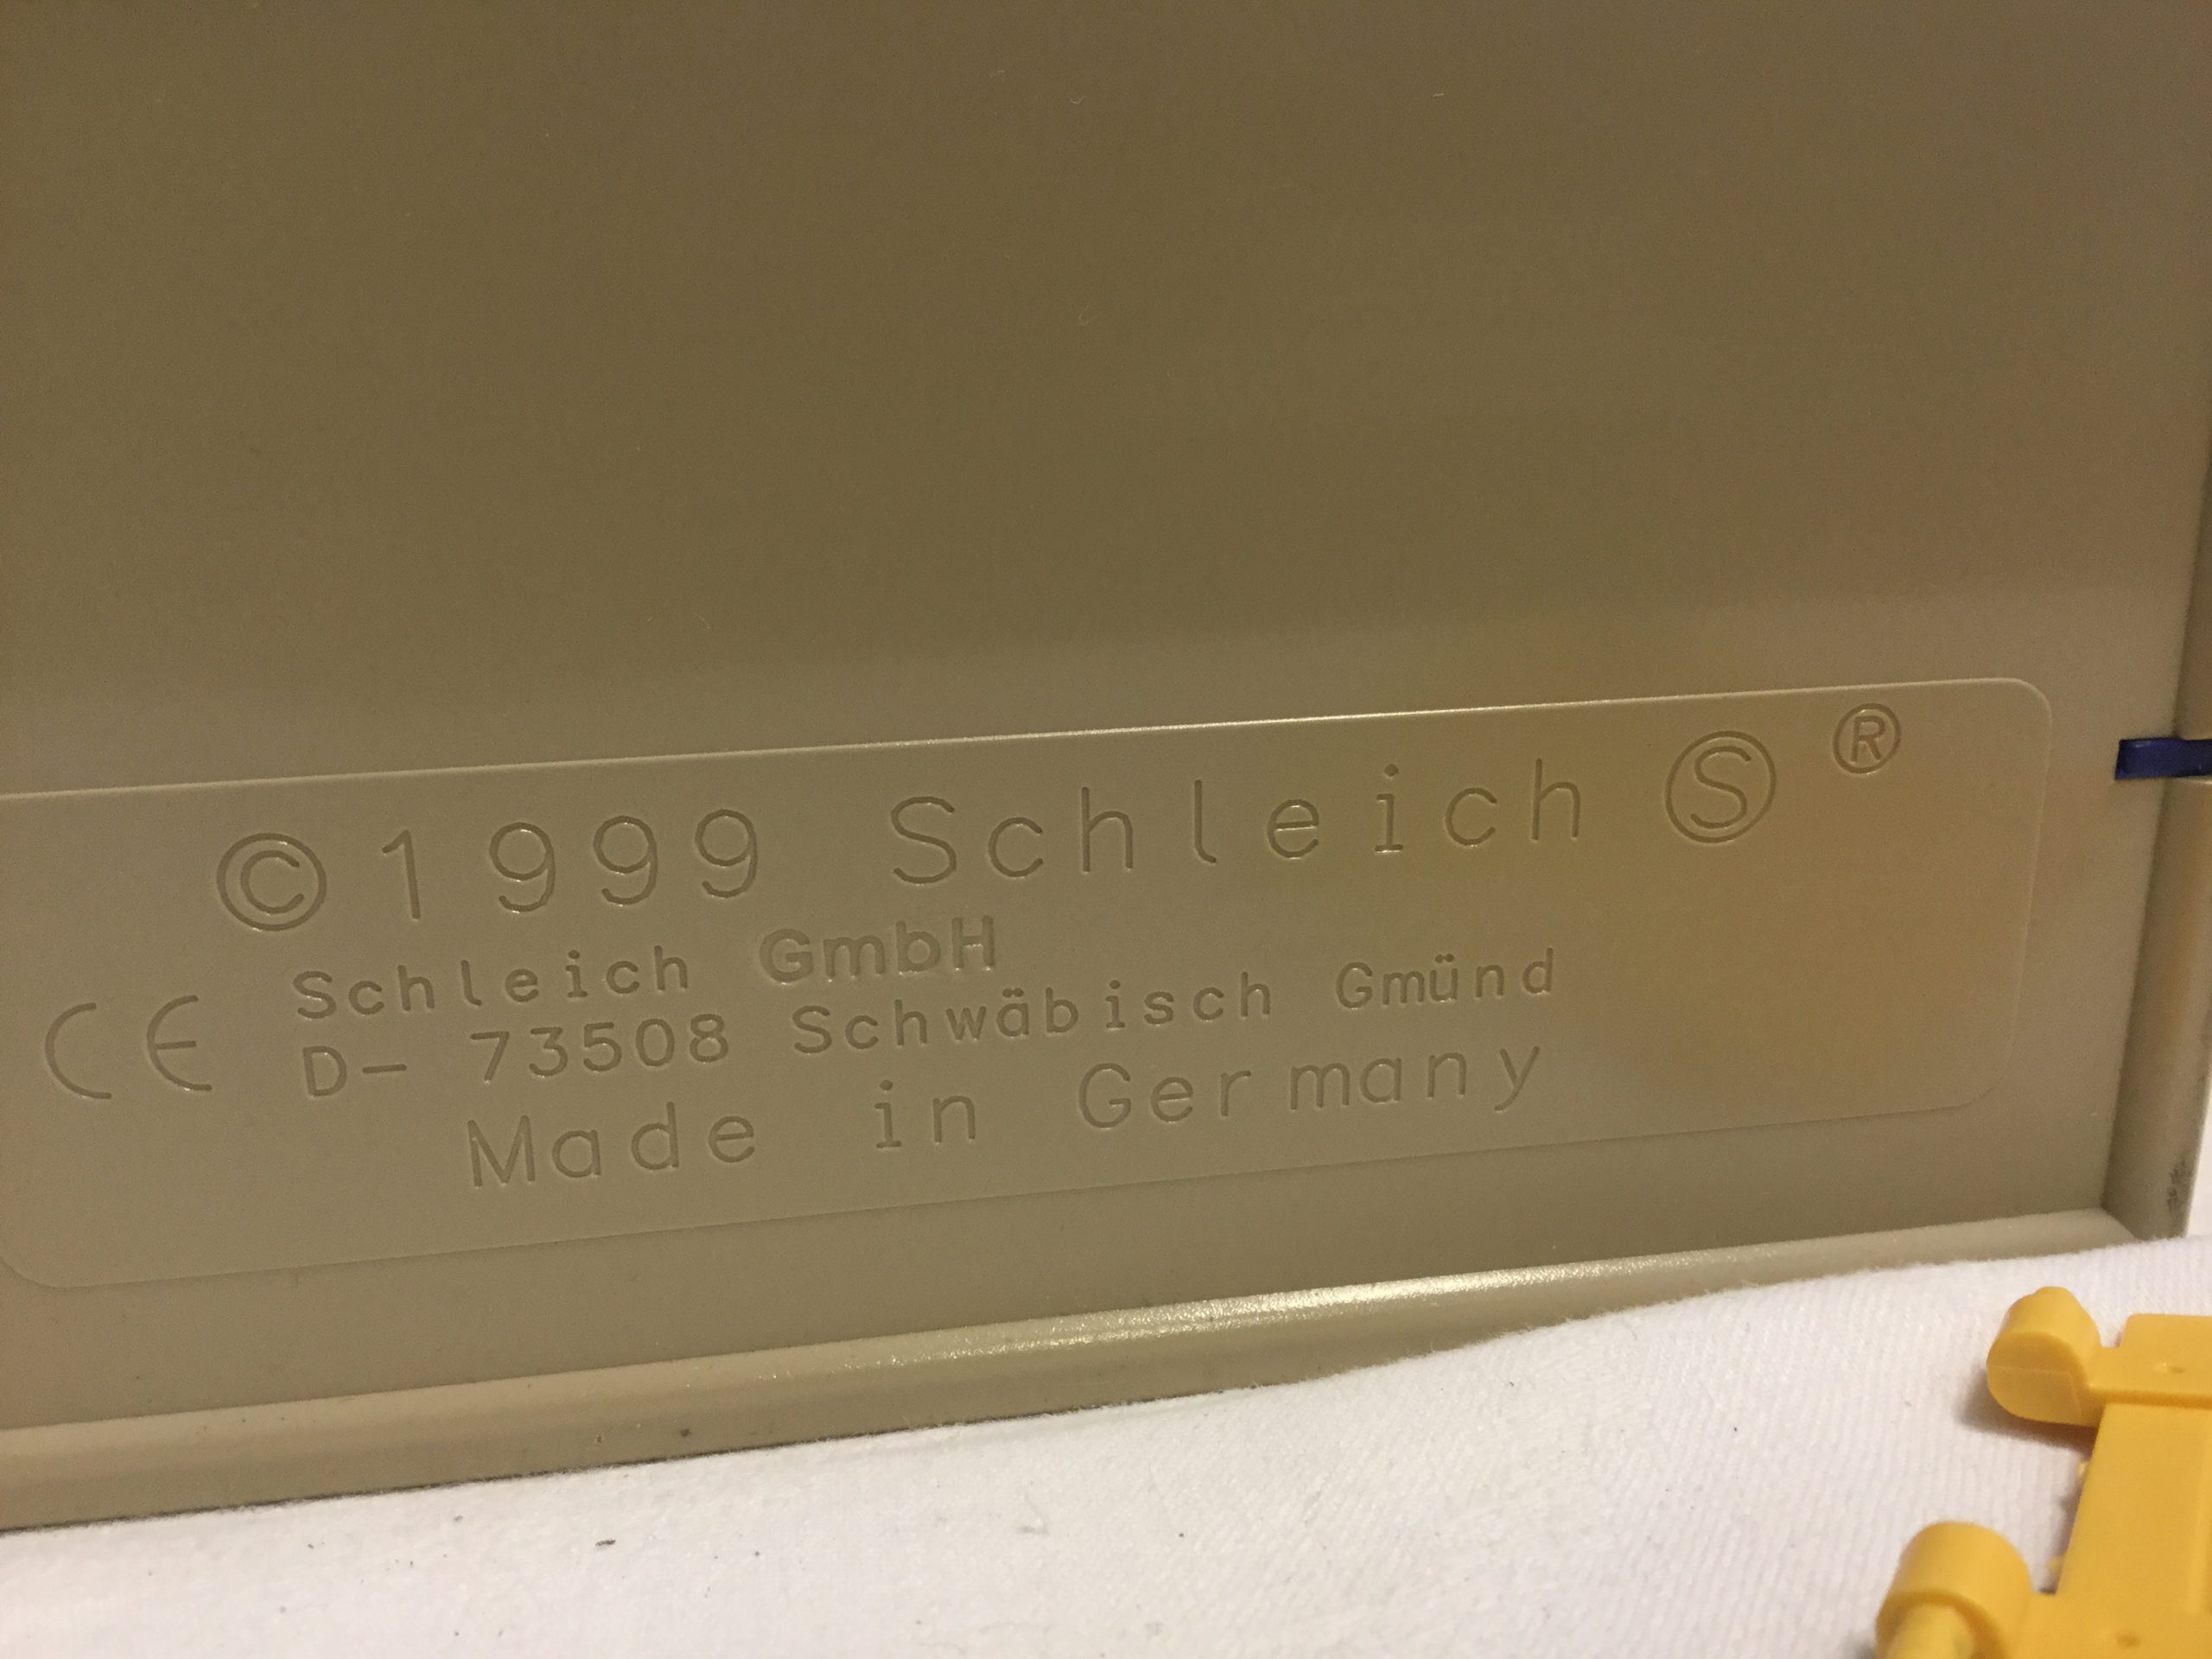 ©1999 Schleich Ⓢ ®
CE Schleich GmbH
D- 73508 Schwäbisch Gmünd
Made in Germany